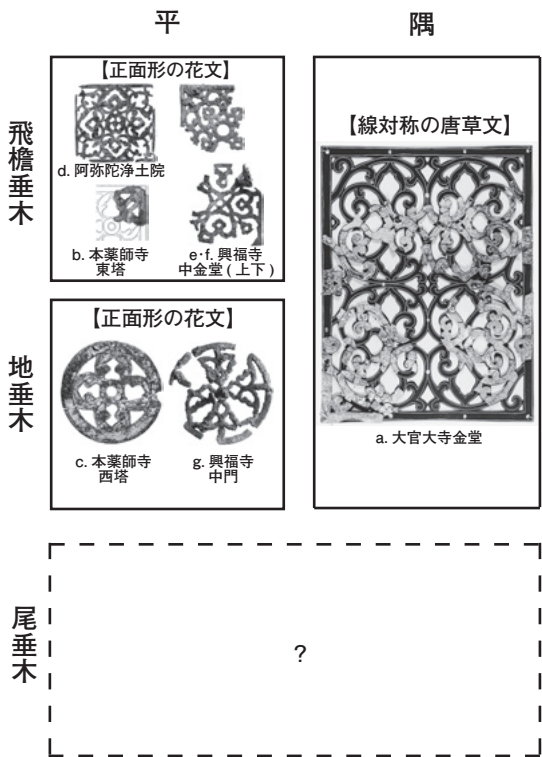 平
隅
飛檐垂木
【正面形の花文】
d. 阿弥陀浄土院
b. 本薬師寺
東塔
e・f. 興福寺
中金堂 ( 上下 )
【線対称の唐草文】
a. 大官大寺金堂
地垂木
【正面形の花文】
c. 本薬師寺
西塔
g. 興福寺
中門
尾垂木
?